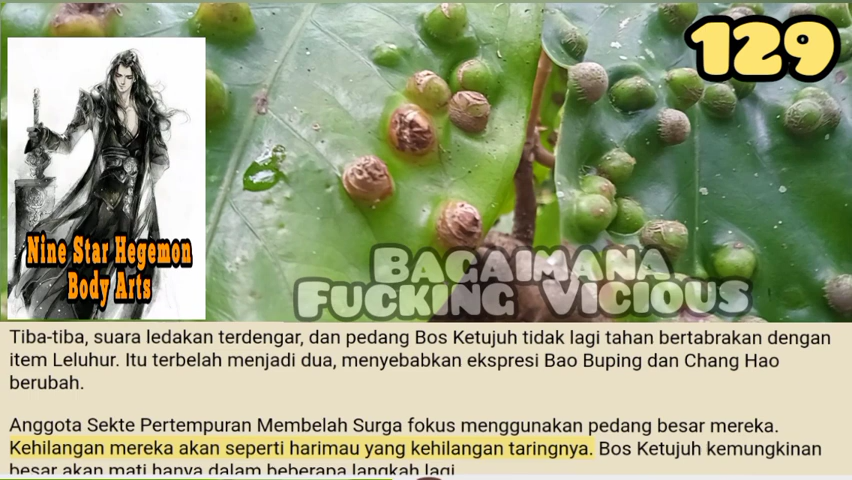 129
Nine Star Hegemon
Body Arts
Bagaimana
Fucking Vicious
Tiba-tiba, suara ledakan terdengar, dan pedang Bos Ketujuh tidak lagi tahan bertabrakan dengan
item Leluhur. Itu terbelah menjadi dua, menyebabkan ekspresi Bao Buping dan Chang Hao
berubah.
Anggota Sekte Pertempuran Membelah Surga fokus menggunakan pedang besar mereka.
Kehilangan mereka akan seperti harimau yang kehilangan taringnya. Bos Ketujuh kemungkinan
besar akan mati hanya dalam beberapa langkah lagi